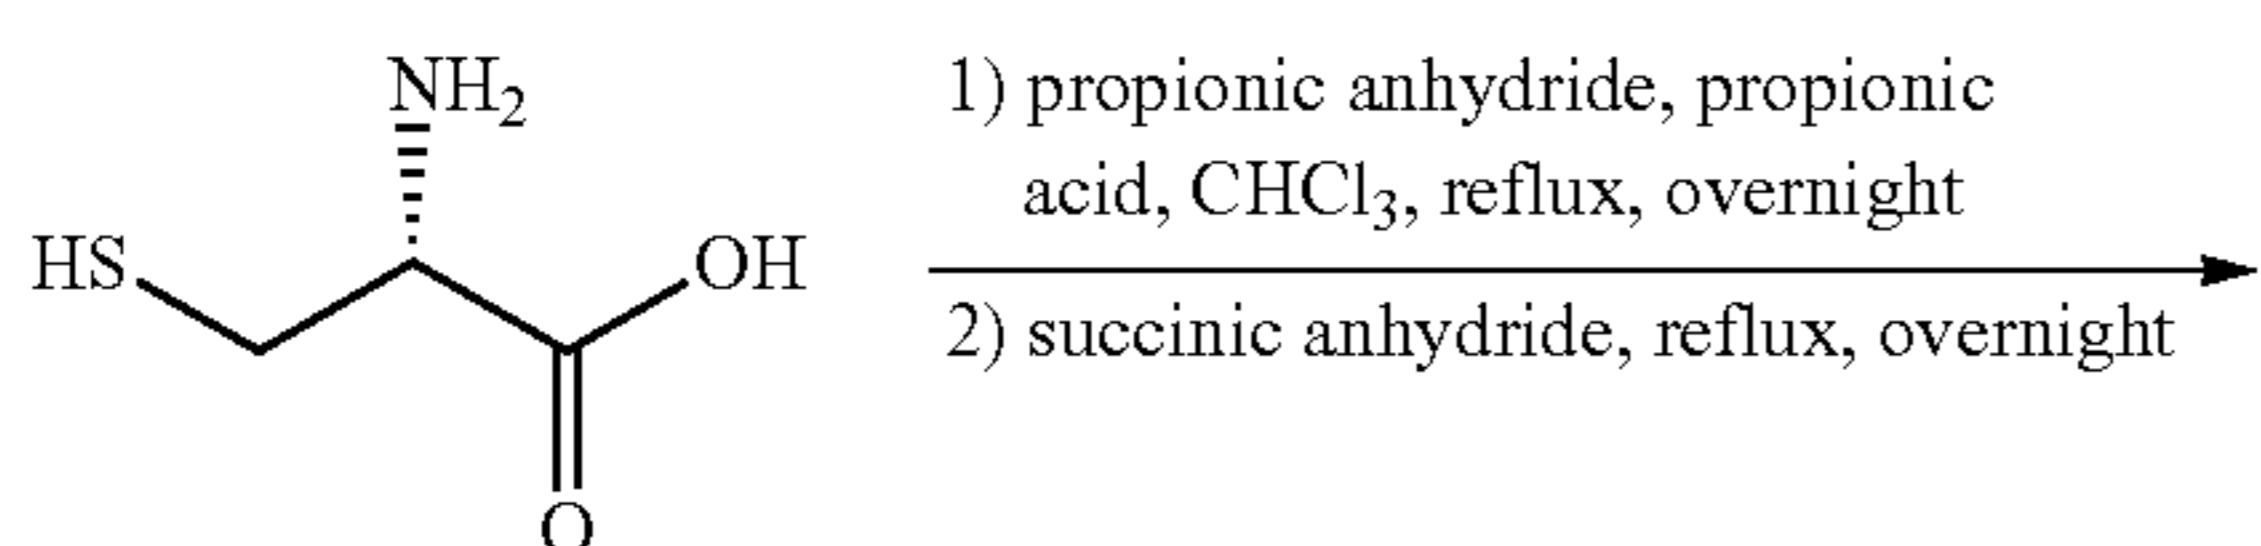 NH2
HS
OH
O
1) propionic anhydride, propionic
acid, CHCl3, reflux, overnight
2) succinic anhydride, reflux, overnight